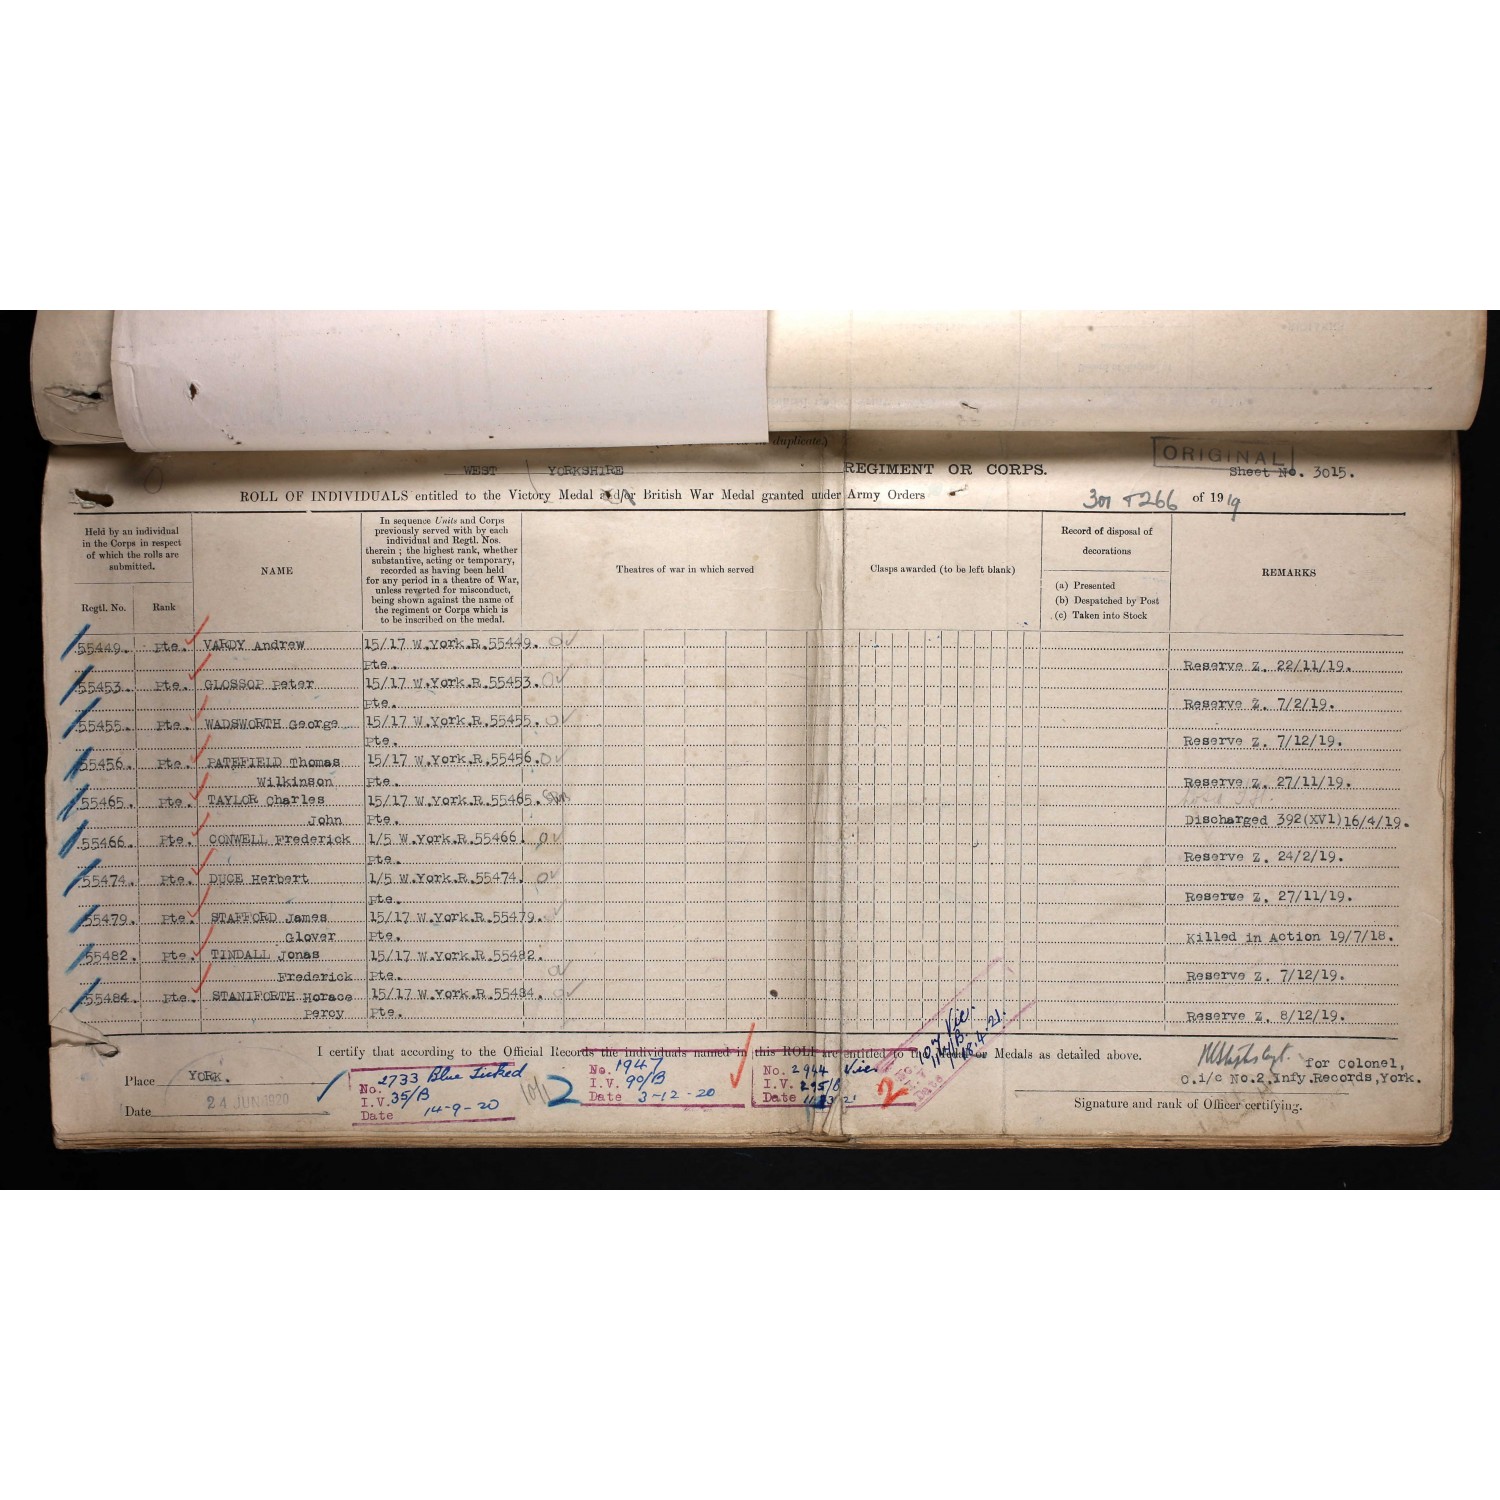 duplicate.)
ORIGINAL
WEST YORKSHIRE REGIMENT OR CORPS.
Sheet No. 3015.
ROLL OF INDIVIDUALS entitled to the Victory Medal and/or British War Medal granted under Army Orders 301 & 266 of 1919
Held by an individual
in the Corps in respect
of which the rolls are
submitted.
Regtl. No.
Rank
NAME
In sequence Units and Corps
previously served with by each
individual and Regtl. Nos.
therein ; the highest rank, whether
substantive, acting or temporary,
recorded as having been held
for any period in a theatre of War,
unless reverted for misconduct,
being shown against the name of
the regiment or Corps which is
to be inscribed on the medal.
Theatres of war in which served
Clasps awarded (to be left blank)
Record of disposal of
decorations
(a) Presented
(b) Despatched by Post
(c) Taken into Stock
REMARKS
55449. Pte. VARDY Andrew 15/17 W.York.R.55449.
Pte. Reserve Z. 22/11/19.
55453. Pte. GLOSSOP Peter 15/17 W.York.R.55453.
Pte. Reserve Z. 7/2/19.
55455. Pte. WADSWORTH George 15/17 W.York.R.55455.
Pte. Reserve Z. 7/12/19.
55456. Pte. PATEFIELD Thomas 15/17 W.York.R.55456.
Wilkinson Pte. Reserve Z. 27/11/19.
55465. Pte. TAYLOR Charles 15/17 W.York.R.55465.
John Pte. Discharged 392(XVI)16/4/19.
55466. Pte. CONWELL Frederick 1/5 W.York.R.55466.
Pte. Reserve Z. 24/2/19.
55474. Pte. DUCE Herbert 1/5 W.York.R.55474.
Pte. Reserve Z. 27/11/19.
55479. Pte. STAFFORD James 15/17 W.York.R.55479.
Glover Pte. Killed in Action 19/7/18.
55482. Pte. TINDALL Jonas 15/17 W.York.R.55482.
Frederick Pte. Reserve Z. 7/12/19.
55484. Pte. STANIFORTH Horace 15/17 W.York.R.55484.
Percy Pte. Reserve Z. 8/12/19.
I certify that according to the Official Records the individuals named in this ROLL are entitled to the Medal or Medals as detailed above.
for Colonel,
O.i/c No.2.Infy.Records,York.
Signature and rank of Officer certifying.
Place YORK.
Date 24 JUN 1920
No. 2733 Blue Ticked
I.V. 35/B
Date 14-9-20
2
No. 1947
I.V. 90/B
Date 3-12-20
No. 2944 Vic
I.V. 295/B
Date
2